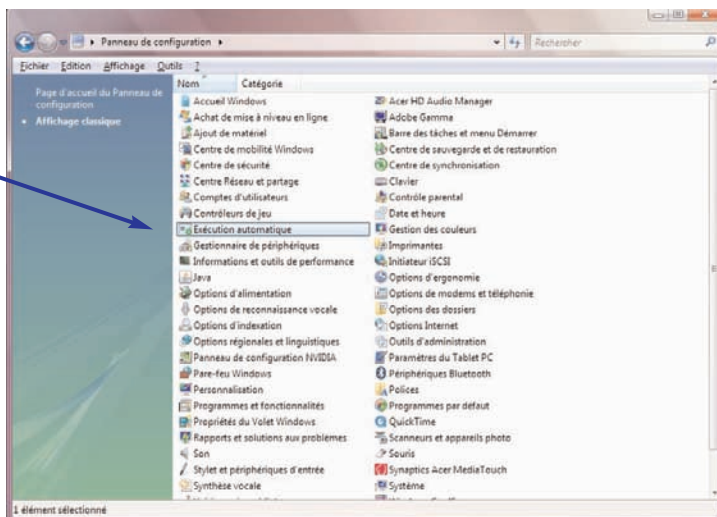 Panneau de configuration
Rechercher
Fichier Edition Affichage Outils ?
Page d'accueil du Panneau de
configuration
Affichage classique
Nom Catégorie
Accueil Windows
Achat de mise à niveau en ligne
Ajout de matériel
Centre de mobilité Windows
Centre de sécurité
Centre Réseau et partage
Comptes d'utilisateurs
Contrôleurs de jeu
Exécution automatique
Gestionnaire de périphériques
Informations et outils de performance
Java
Options d'alimentation
Options de reconnaissance vocale
Options d'indexation
Options régionales et linguistiques
Panneau de configuration NVIDIA
Pare-feu Windows
Personnalisation
Programmes et fonctionnalités
Propriétés du Volet Windows
Rapports et solutions aux problèmes
Son
Stylet et périphériques d'entrée
Synthèse vocale
Acer HD Audio Manager
Adobe Gamma
Barre des tâches et menu Démarrer
Centre de sauvegarde et de restauration
Centre de synchronisation
Clavier
Contrôle parental
Date et heure
Gestion des couleurs
Imprimantes
Initiateur iSCSI
Options d'ergonomie
Options de modems et téléphonie
Options des dossiers
Options Internet
Outils d'administration
Paramètres du Tablet PC
Périphériques Bluetooth
Polices
Programmes par défaut
QuickTime
Scanneurs et appareils photo
Souris
Synaptics Acer MediaTouch
Système
1 élément sélectionné